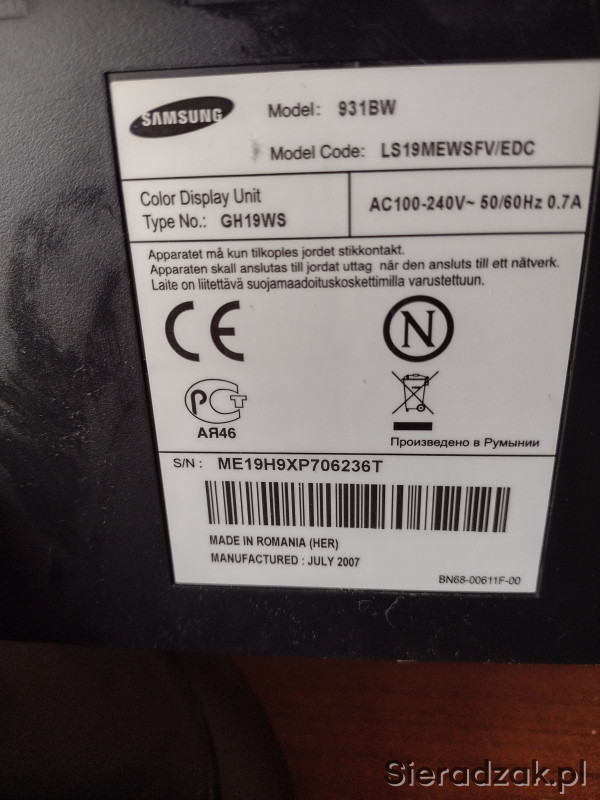 SAMSUNG
Model: 931BW
Model Code: LS19MEWSFV/EDC
Color Display Unit
Type No.: GH19WS
AC100-240V~ 50/60Hz 0.7A
Apparatet må kun tilkoples jordet stikkontakt.
Apparaten skall anslutas till jordat uttag när den ansluts till ett nätverk.
Laite on liitettävä suojamaadoituskoskettimilla varustettuun.
CE
N
PCT
АЯ46
Произведено в Румынии
S/N : ME19H9XP706236T
MADE IN ROMANIA (HER)
MANUFACTURED : JULY 2007
BN68-00611F-00
Sieradzak.pl